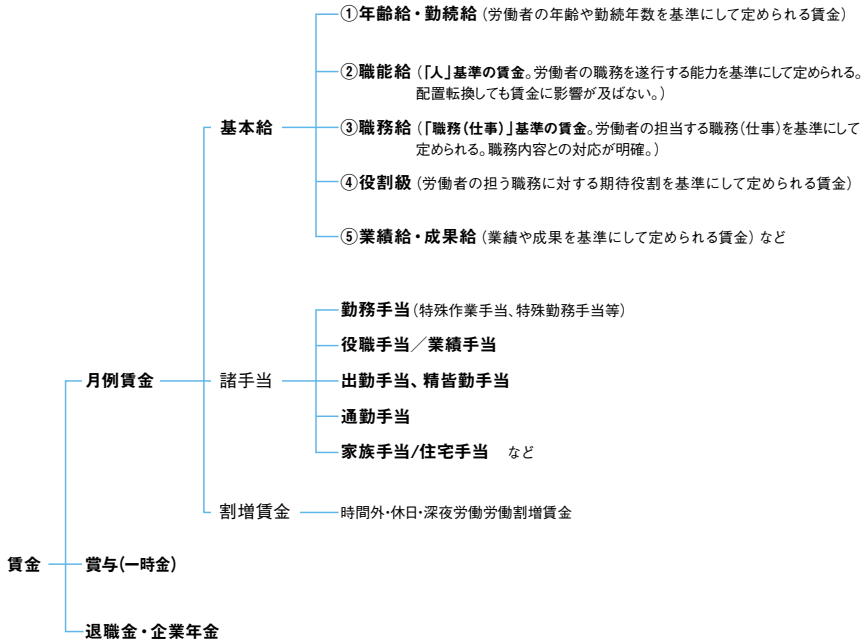 ①年齢給・勤続給（労働者の年齢や勤続年数を基準にして定められる賃金）
②職能給（「人」基準の賃金。労働者の職務を遂行する能力を基準にして定められる。
配置転換しても賃金に影響が及ばない。）
基本給
③職務給（「職務（仕事）」基準の賃金。労働者の担当する職務（仕事）を基準にして
定められる。職務内容との対応が明確。）
④役割級（労働者の担う職務に対する期待役割を基準にして定められる賃金）
⑤業績給・成果給（業績や成果を基準にして定められる賃金）など
勤務手当（特殊作業手当、特殊勤務手当等）
役職手当／業績手当
月例賃金
諸手当
出勤手当、精皆勤手当
通勤手当
家族手当/住宅手当 など
割増賃金
時間外・休日・深夜労働労働割増賃金
賃金
賞与(一時金)
退職金・企業年金